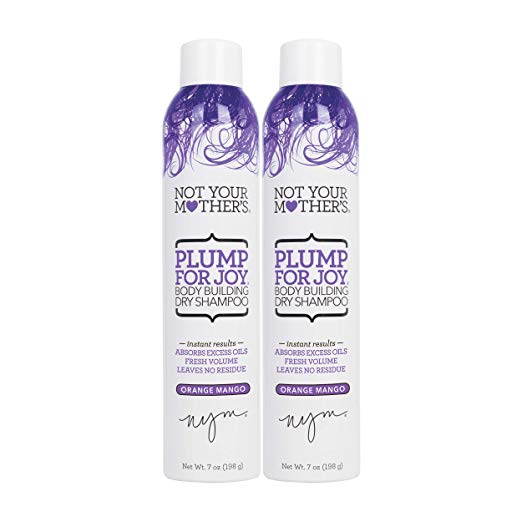 NOT YOUR
MOTHER'S®
PLUMP
FOR JOY®
BODY BUILDING
DRY SHAMPOO
instant results
ABSORBS EXCESS OILS
FRESH VOLUME
LEAVES NO RESIDUE
ORANGE MANGO
nym®
Net Wt. 7 oz (198 g)
NOT YOUR
MOTHER'S®
PLUMP
FOR JOY®
BODY BUILDING
DRY SHAMPOO
instant results
ABSORBS EXCESS OILS
FRESH VOLUME
LEAVES NO RESIDUE
ORANGE MANGO
nym®
Net Wt. 7 oz (198 g)